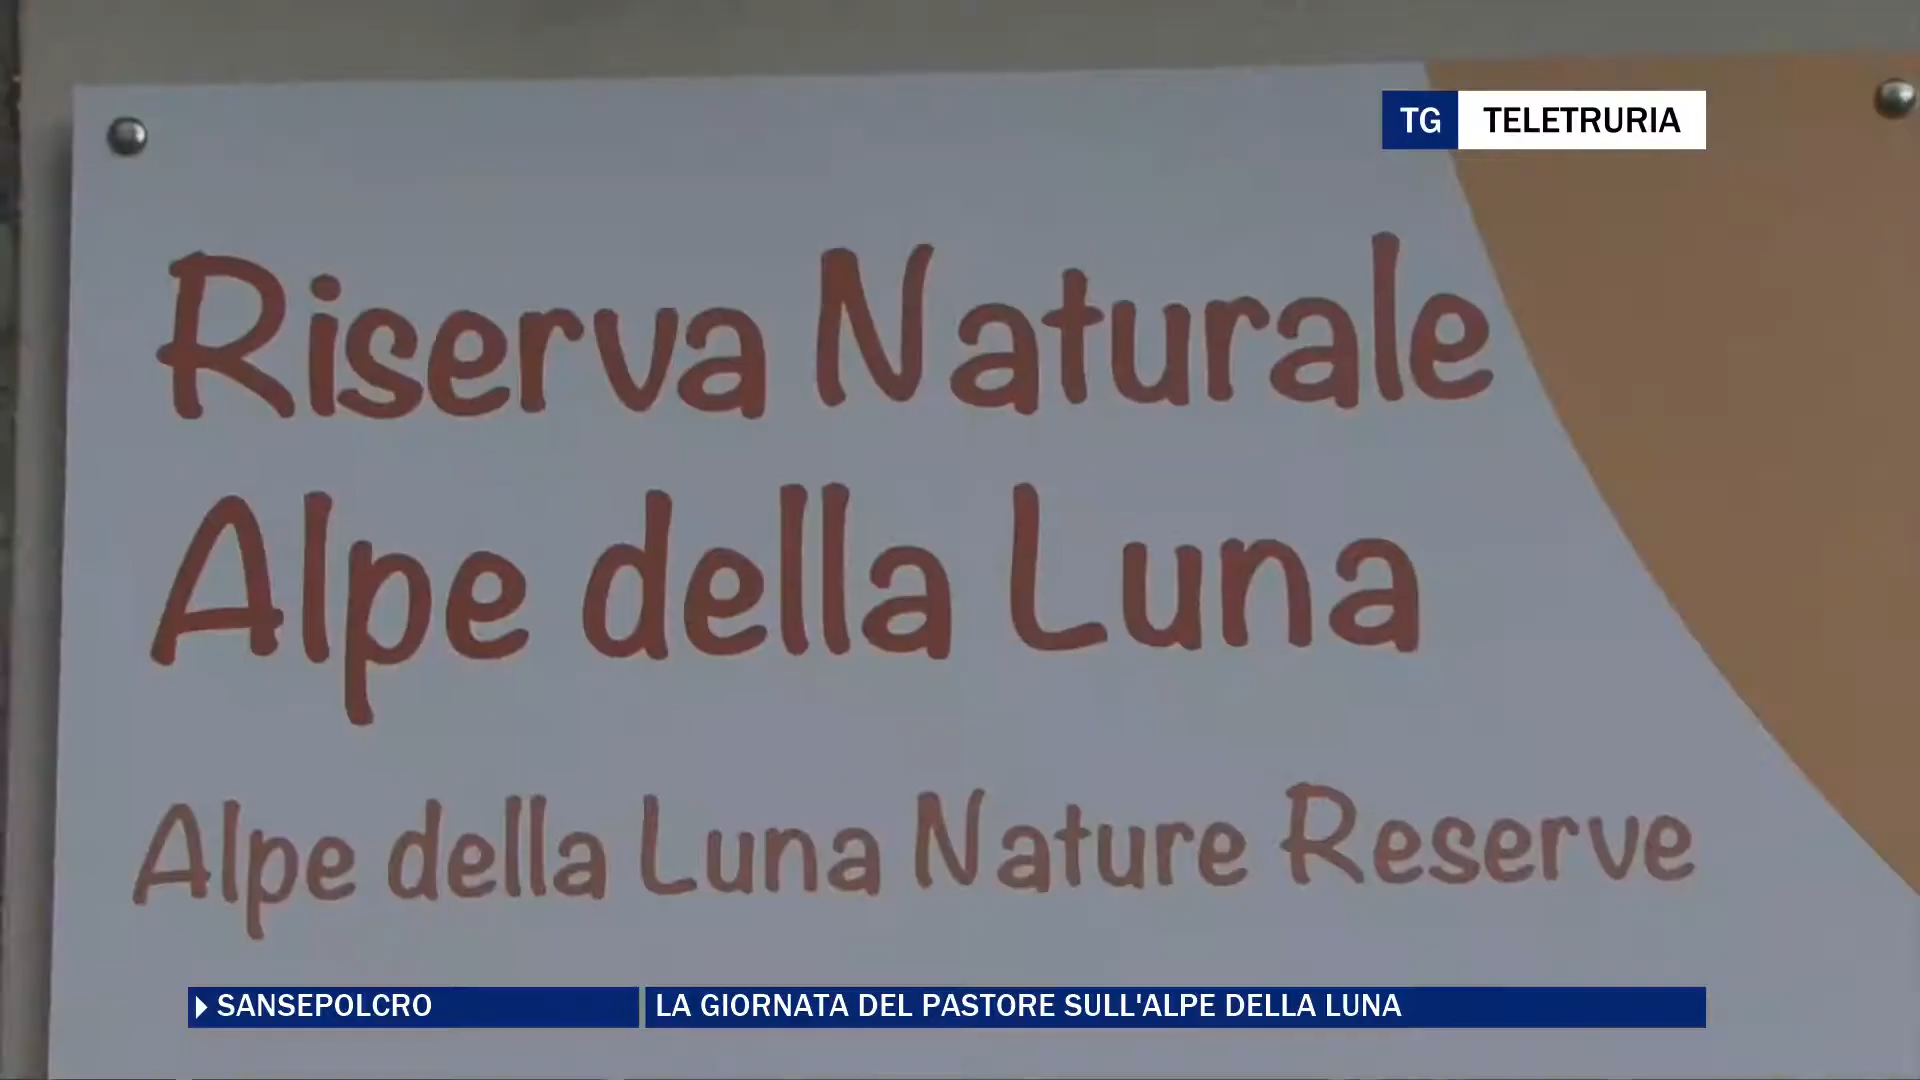 TG TELETRURIA
Riserva Naturale
Alpe della Luna
Alpe della Luna Nature Reserve
SANSEPOLCRO
LA GIORNATA DEL PASTORE SULL'ALPE DELLA LUNA